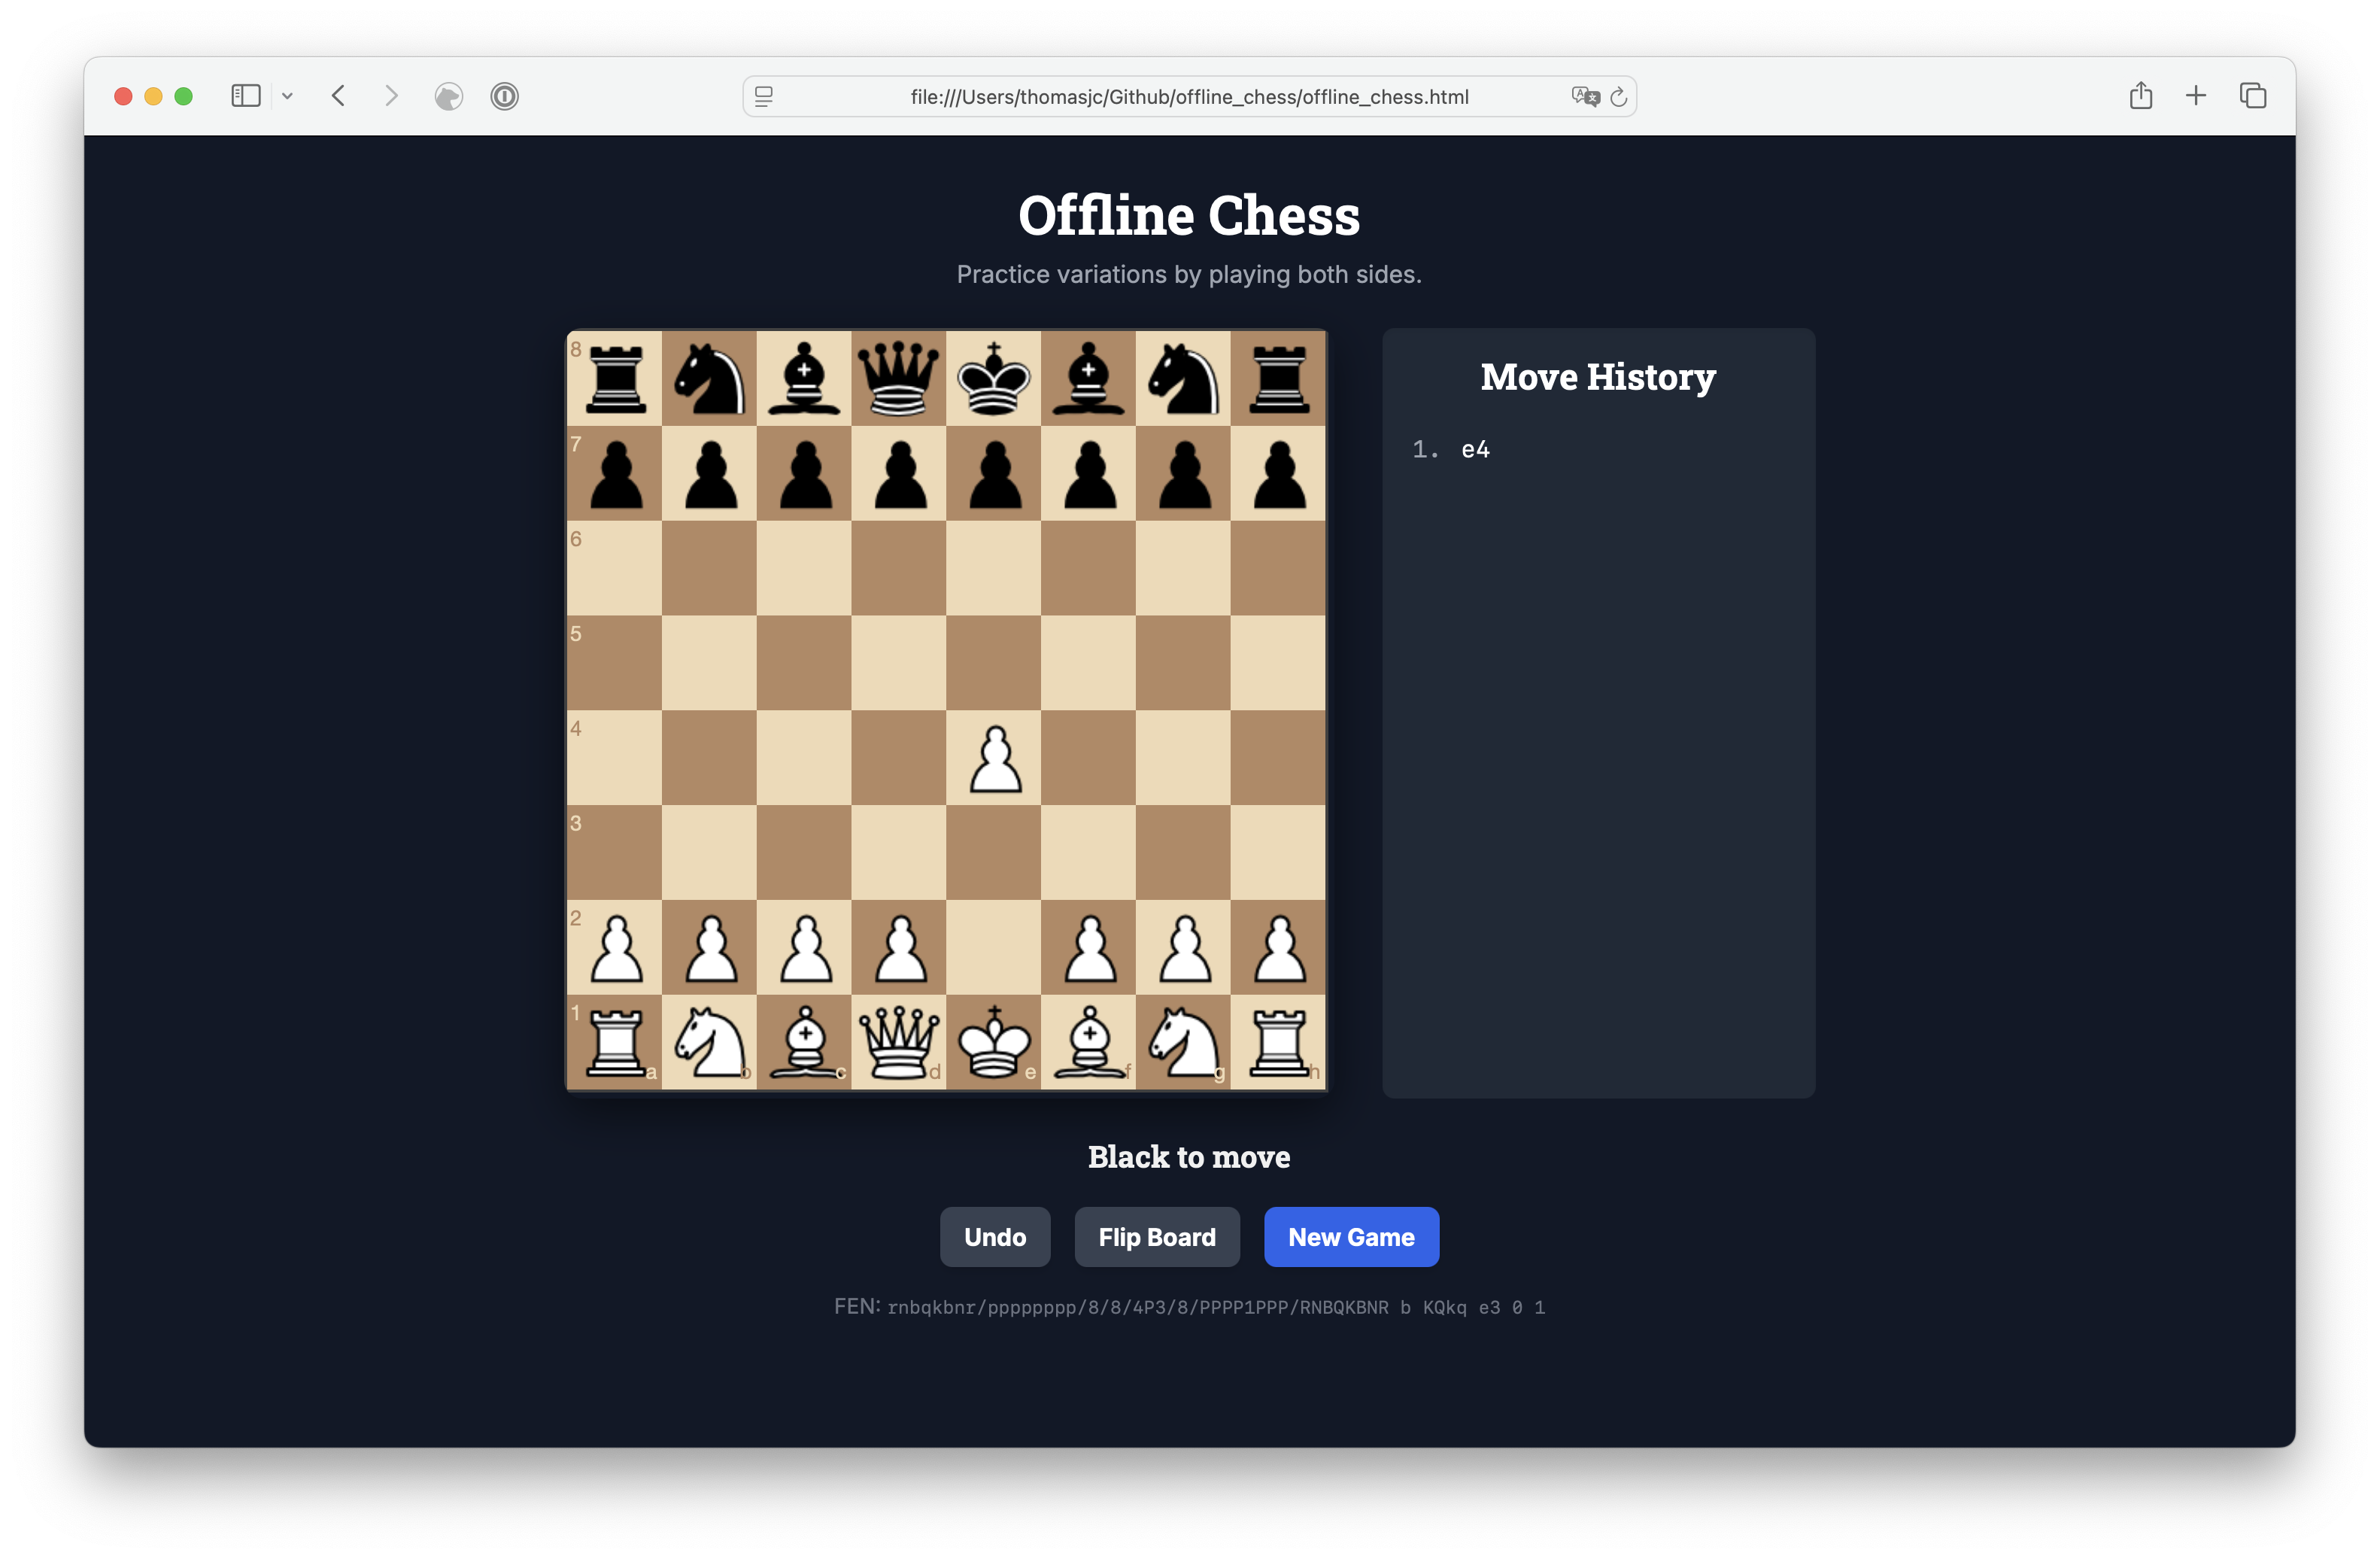 file:///Users/thomasjc/Github/offline_chess/offline_chess.html
Offline Chess
Practice variations by playing both sides.
8
7
6
5
4
3
2
1
a b c d e f g h
Move History
1. e4
Black to move
Undo
Flip Board
New Game
FEN: rnbqkbnr/pppppppp/8/8/4P3/8/PPPP1PPP/RNBQKBNR b KQkq e3 0 1